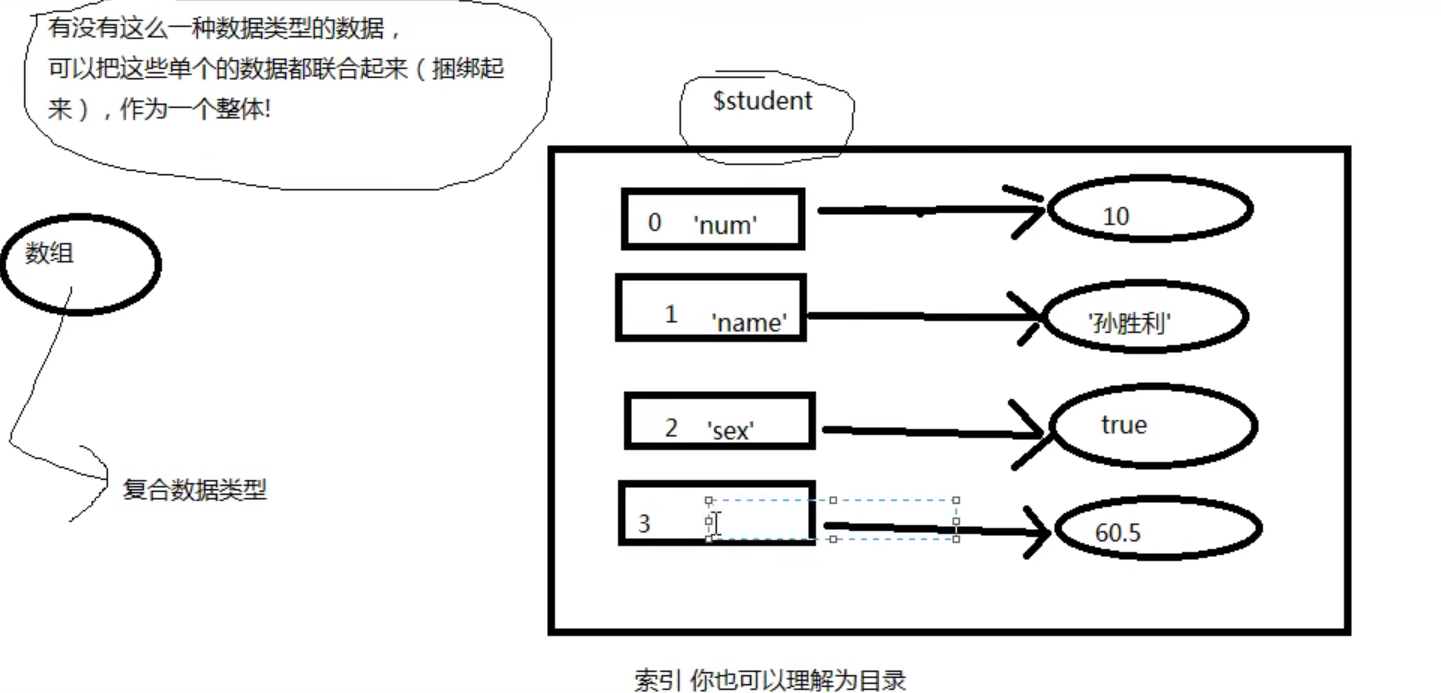 有没有这么一种数据类型的数据，
可以把这些单个的数据都联合起来（捆绑起
来），作为一个整体!
$student
0 'num' 10
数组
1 'name' '孙胜利'
2 'sex' true
复合数据类型
3 60.5
索引 你也可以理解为目录